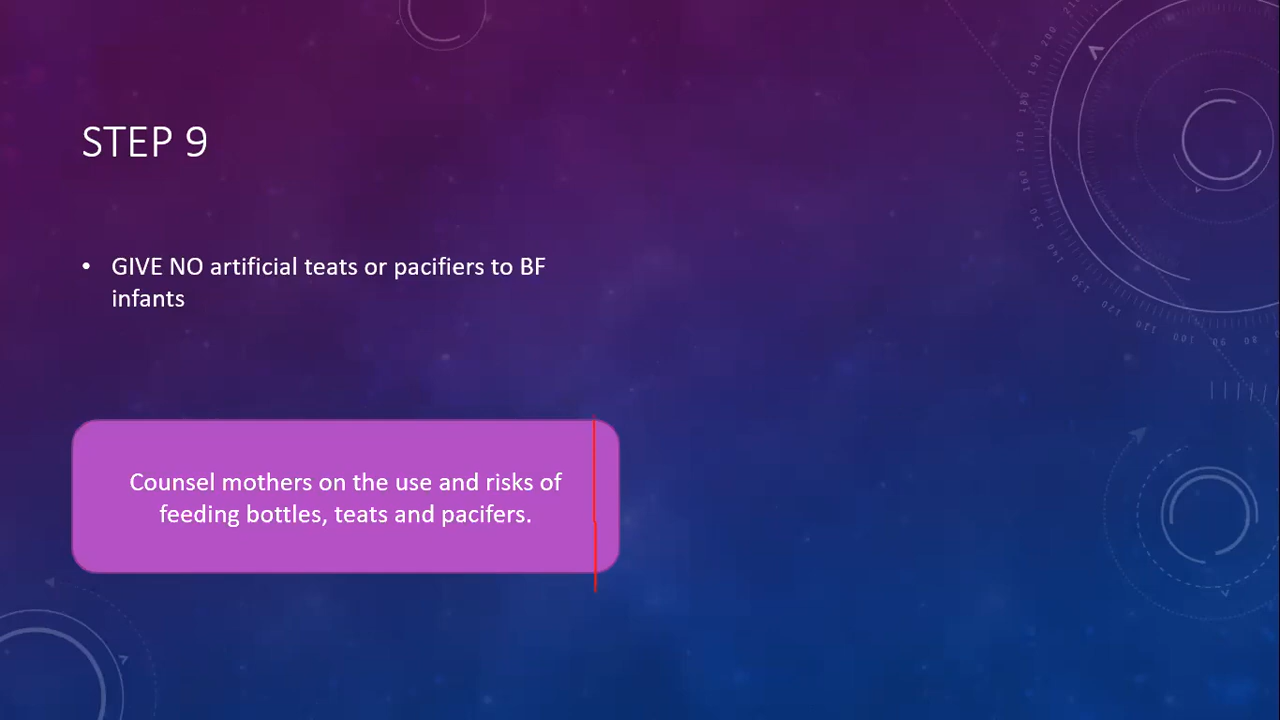 STEP 9
• GIVE NO artificial teats or pacifiers to BF
infants
Counsel mothers on the use and risks of
feeding bottles, teats and pacifers.